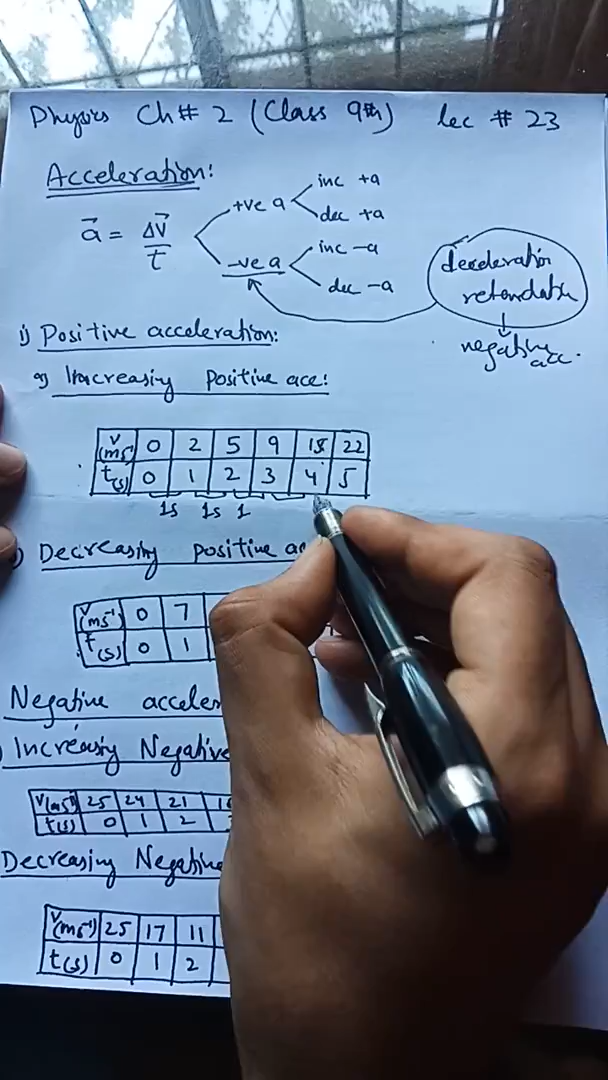 Physics Ch # 2 (Class 9th) lec # 23
Acceleration:
a = ΔV/t
+ve a
inc +a
dec +a
-ve a
inc -a
dec -a
negative acc.
i) Positive acceleration:
a) Increasing positive acc:
V(ms⁻¹) 0 2 5 9 15 22
t(s) 0 1 2 3 4 5
1s 1s 1
Decreasing positive ac
V(ms⁻¹) 0 7
t(s) 0 1
Negative acceler
Increasing Negative
V(ms⁻¹) 25 24 21
t(s) 0 1 2
Decreasing Negative
V(ms⁻¹) 25 17 11
t(s) 0 1 2